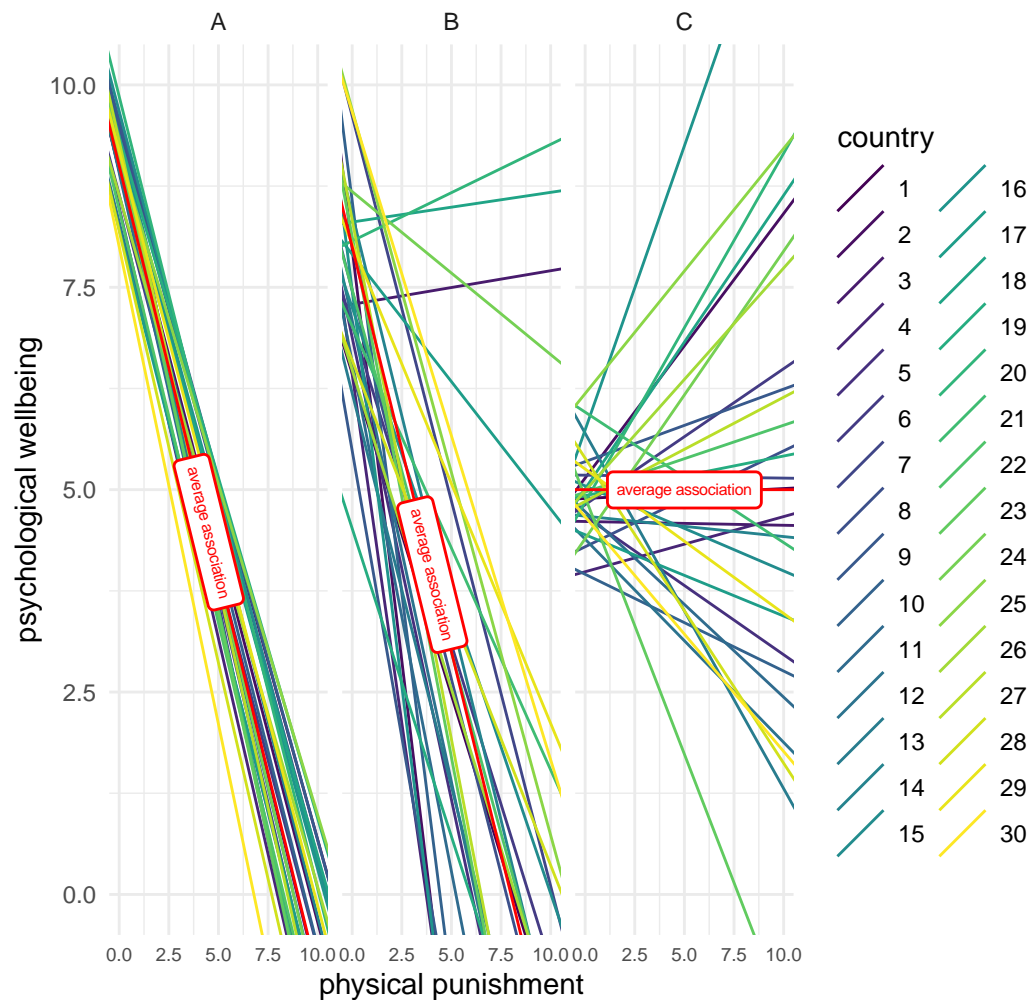 A B C
10.0
7.5
5.0
2.5
0.0
psychological wellbeing
average association
average association
average association
0.0 2.5 5.0 7.5 10.0 0.0 2.5 5.0 7.5 10.0 0.0 2.5 5.0 7.5 10.0
physical punishment
country
1 16
2 17
3 18
4 19
5 20
6 21
7 22
8 23
9 24
10 25
11 26
12 27
13 28
14 29
15 30